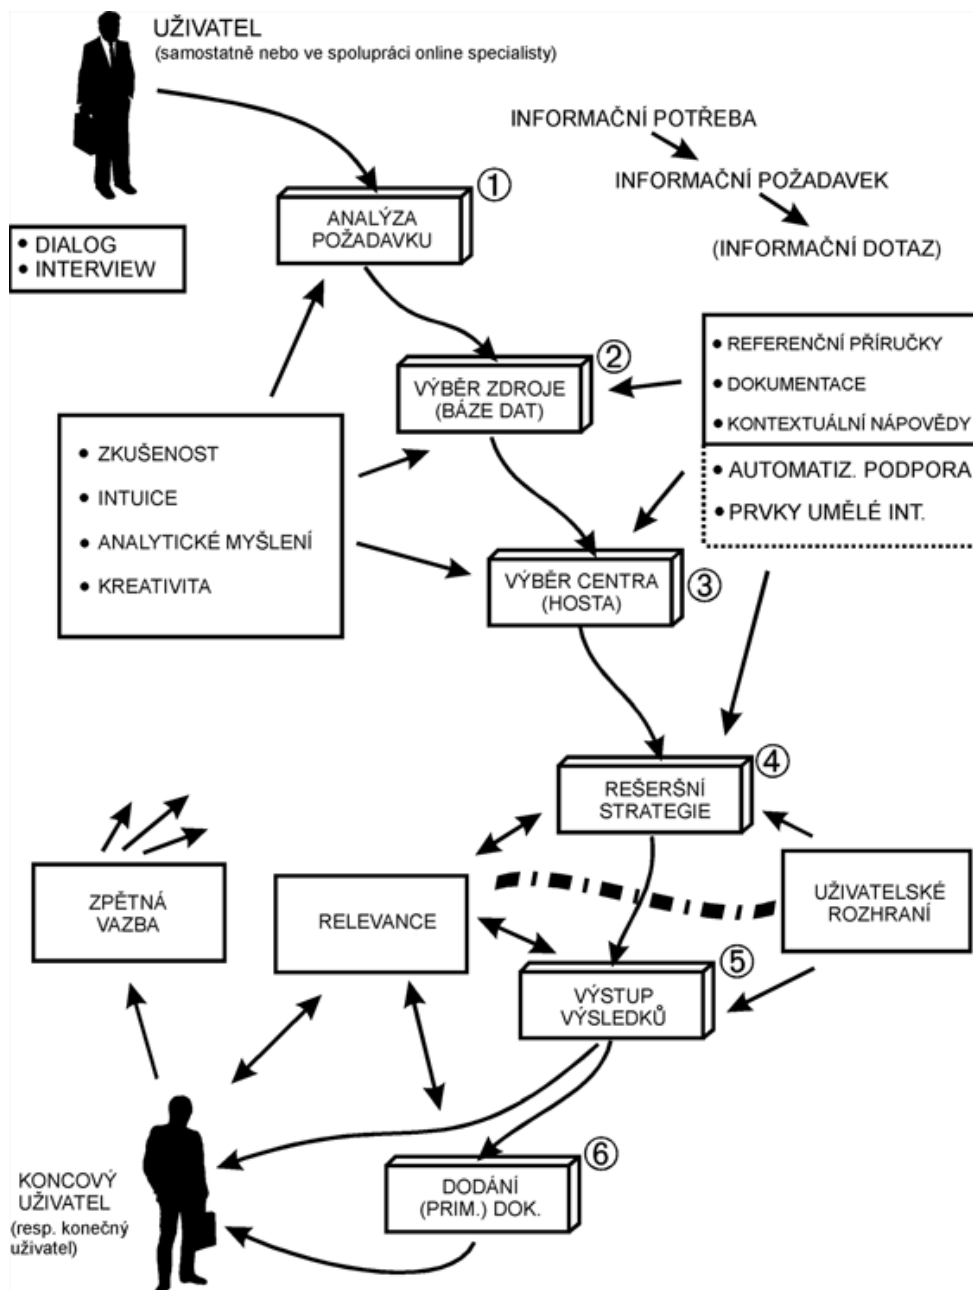 UŽIVATEL
(samostatně nebo ve spolupráci online specialisty)
INFORMAČNÍ POTŘEBA
INFORMAČNÍ POŽADAVEK
(INFORMAČNÍ DOTAZ)
①
ANALÝZA
POŽADAVKU
• DIALOG
• INTERVIEW
②
VÝBĚR ZDROJE
(BÁZE DAT)
• REFERENČNÍ PŘÍRUČKY
• DOKUMENTACE
• KONTEXTUÁLNÍ NÁPOVĚDY
• AUTOMATIZ. PODPORA
• PRVKY UMĚLÉ INT.
• ZKUŠENOST
• INTUICE
• ANALYTICKÉ MYŠLENÍ
• KREATIVITA
③
VÝBĚR CENTRA
(HOSTA)
④
REŠERŠNÍ
STRATEGIE
ZPĚTNÁ
VAZBA
RELEVANCE
UŽIVATELSKÉ
ROZHRANÍ
⑤
VÝSTUP
VÝSLEDKŮ
⑥
DODÁNÍ
(PRIM.) DOK.
KONCOVÝ
UŽIVATEL
(resp. konečný
uživatel)